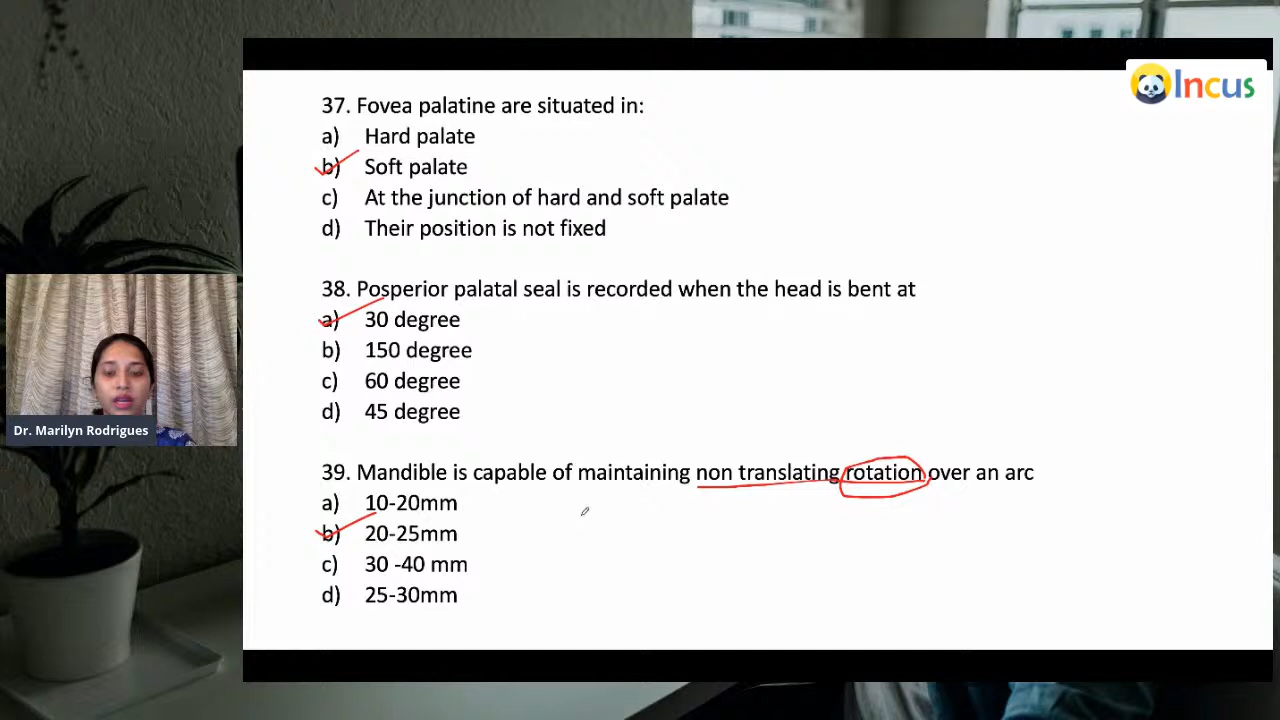 Incus
37. Fovea palatine are situated in:
a) Hard palate
b) Soft palate
c) At the junction of hard and soft palate
d) Their position is not fixed
38. Posperior palatal seal is recorded when the head is bent at
a) 30 degree
b) 150 degree
c) 60 degree
d) 45 degree
Dr. Marilyn Rodrigues
39. Mandible is capable of maintaining non translating rotation over an arc
a) 10-20mm
b) 20-25mm
c) 30 -40 mm
d) 25-30mm